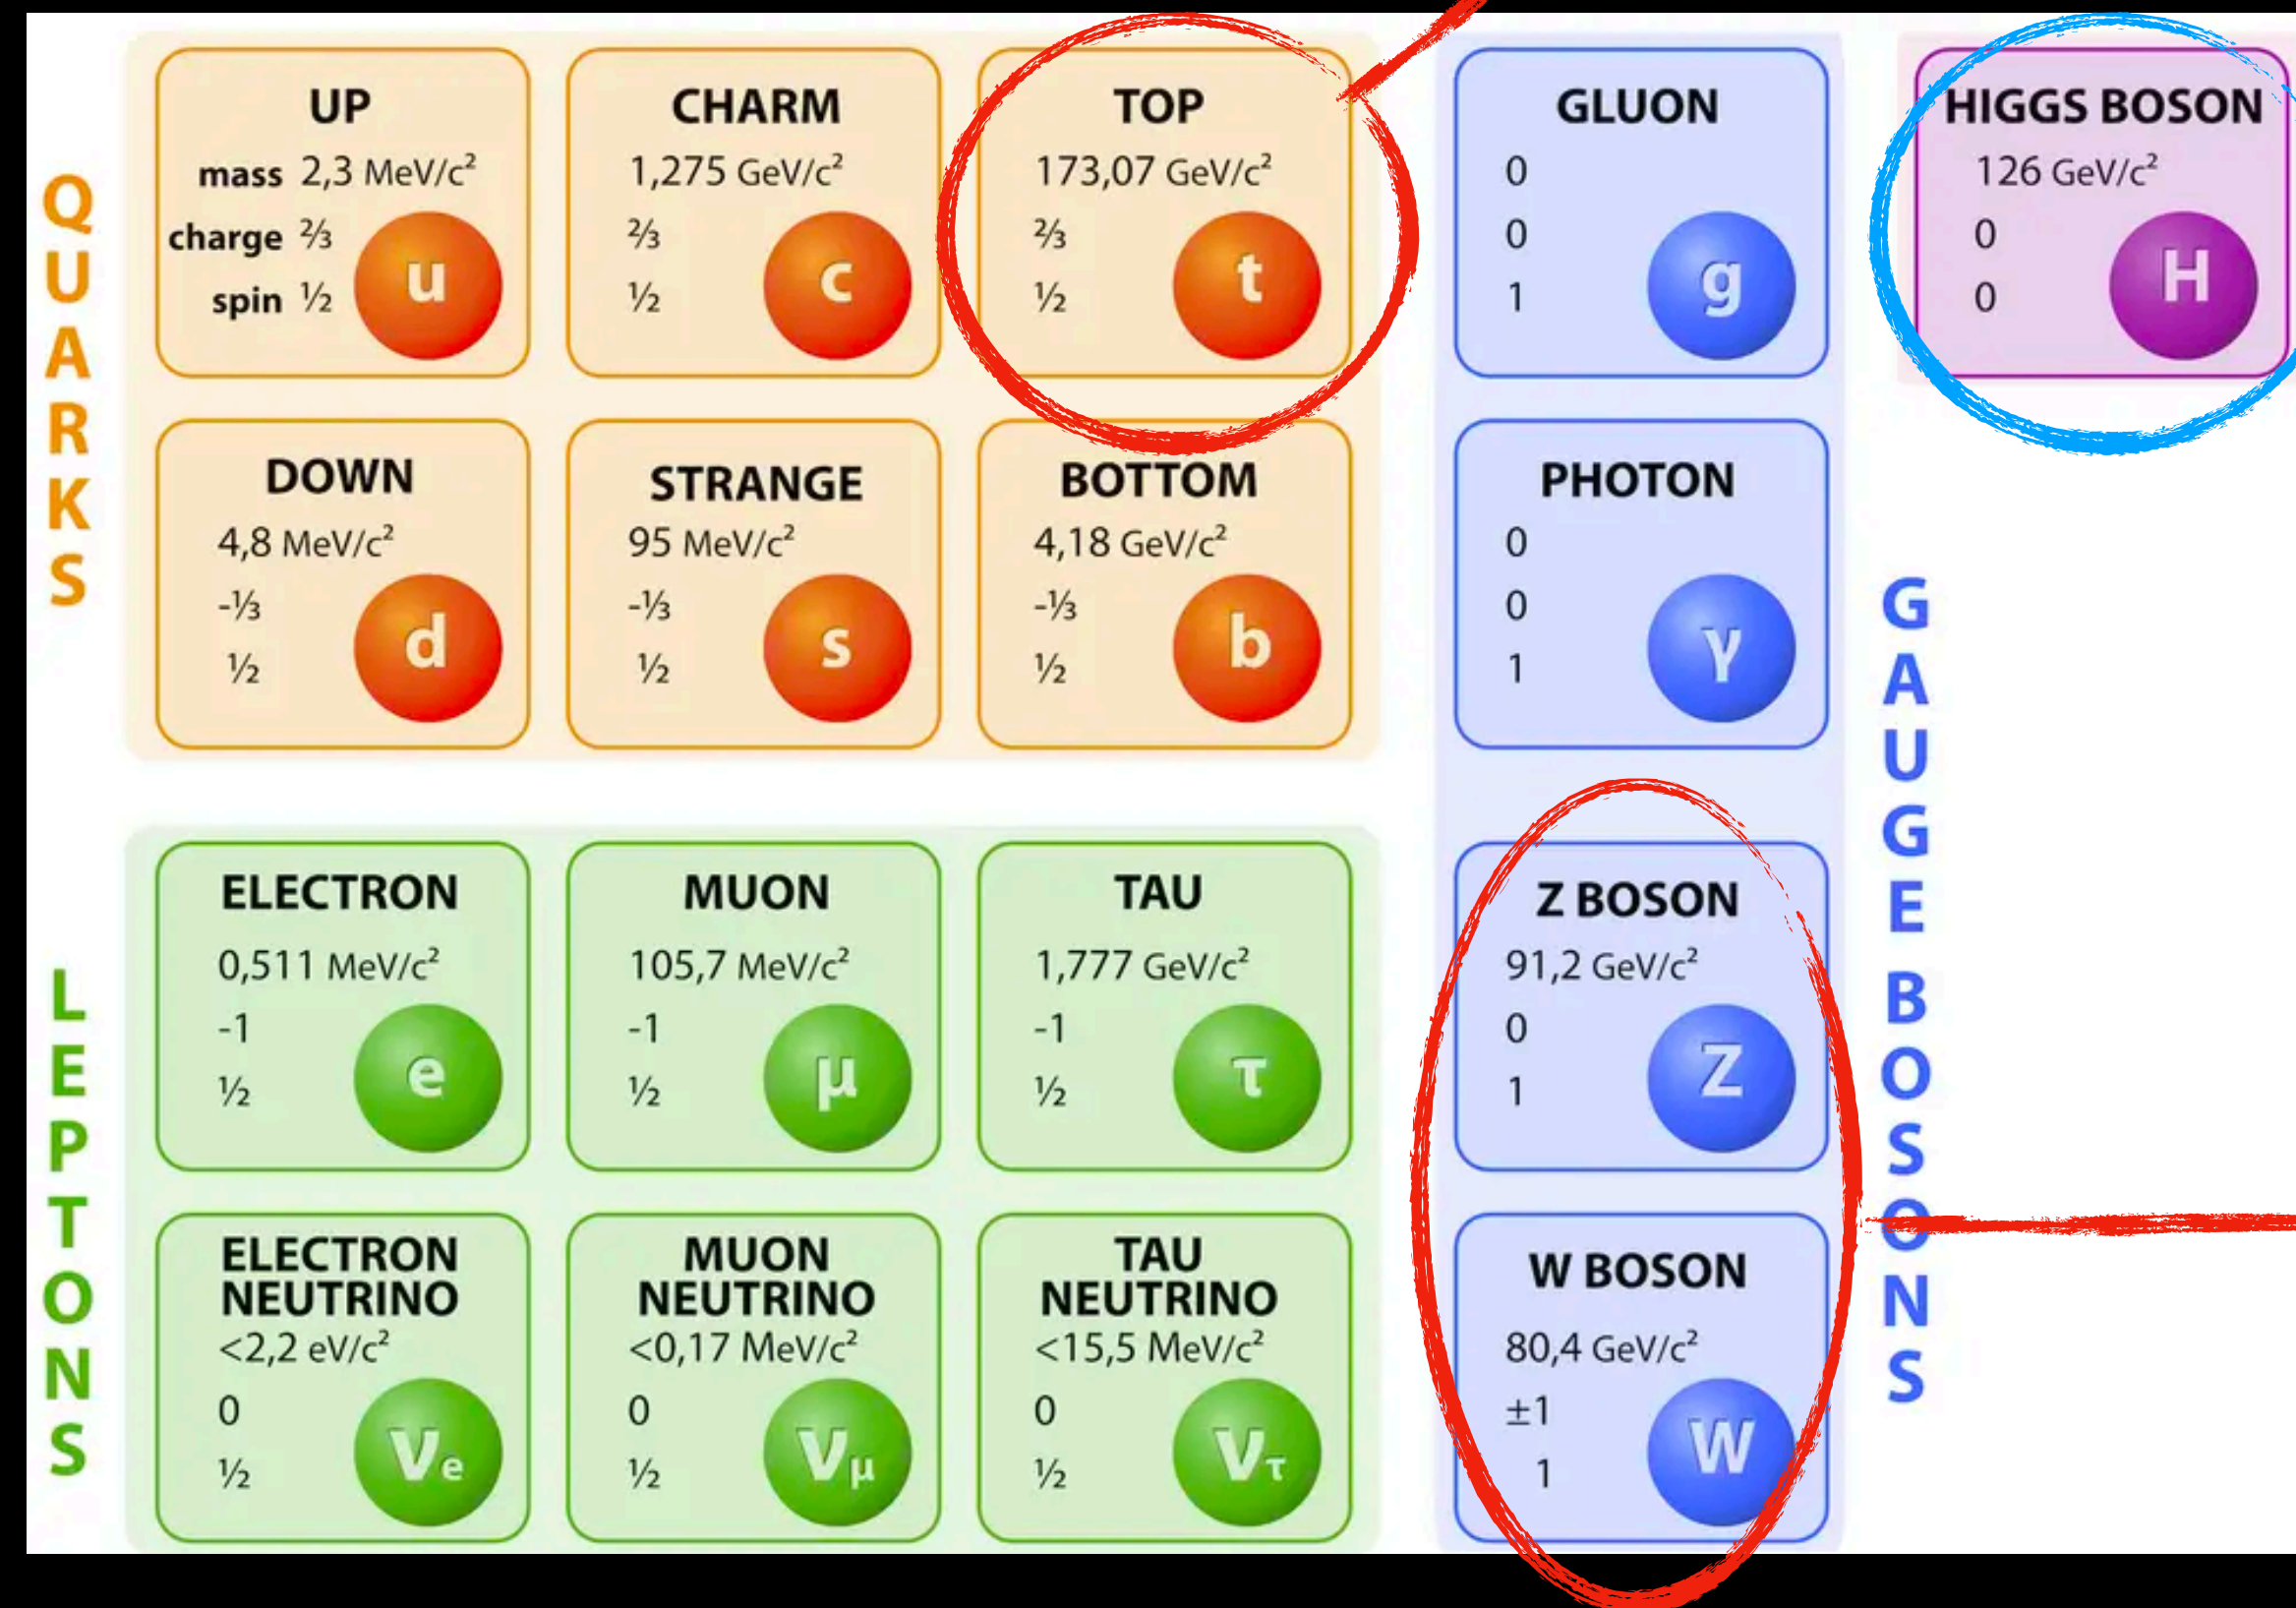 QUARKS
UP
mass 2,3 MeV/c²
charge ⅔
spin ½
u
CHARM
1,275 GeV/c²
⅔
½
c
TOP
173,07 GeV/c²
⅔
½
t
GLUON
0
0
1
g
HIGGS BOSON
126 GeV/c²
0
0
H
DOWN
4,8 MeV/c²
-⅓
½
d
STRANGE
95 MeV/c²
-⅓
½
s
BOTTOM
4,18 GeV/c²
-⅓
½
b
PHOTON
0
0
1
γ
GAUGE BOSONS
LEPTONS
ELECTRON
0,511 MeV/c²
-1
½
e
MUON
105,7 MeV/c²
-1
½
μ
TAU
1,777 GeV/c²
-1
½
τ
Z BOSON
91,2 GeV/c²
0
1
Z
ELECTRON
NEUTRINO
<2,2 eV/c²
0
½
νe
MUON
NEUTRINO
<0,17 MeV/c²
0
½
νμ
TAU
NEUTRINO
<15,5 MeV/c²
0
½
ντ
W BOSON
80,4 GeV/c²
±1
1
W